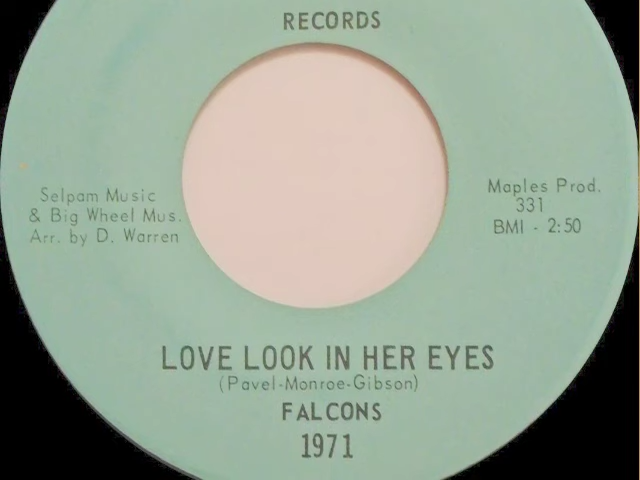 RECORDS
Selpam Music
& Big Wheel Mus.
Arr. by D. Warren
Maples Prod.
331
BMI - 2:50
LOVE LOOK IN HER EYES
(Pavel-Monroe-Gibson)
FALCONS
1971